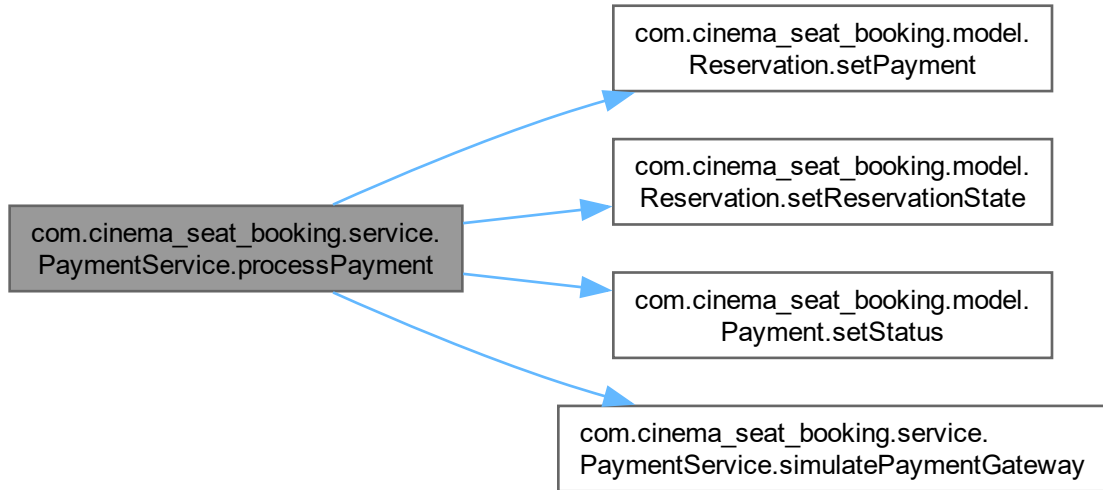 com.cinema_seat_booking.model.
Reservation.setPayment
com.cinema_seat_booking.model.
Reservation.setReservationState
com.cinema_seat_booking.service.
PaymentService.processPayment
com.cinema_seat_booking.model.
Payment.setStatus
com.cinema_seat_booking.service.
PaymentService.simulatePaymentGateway